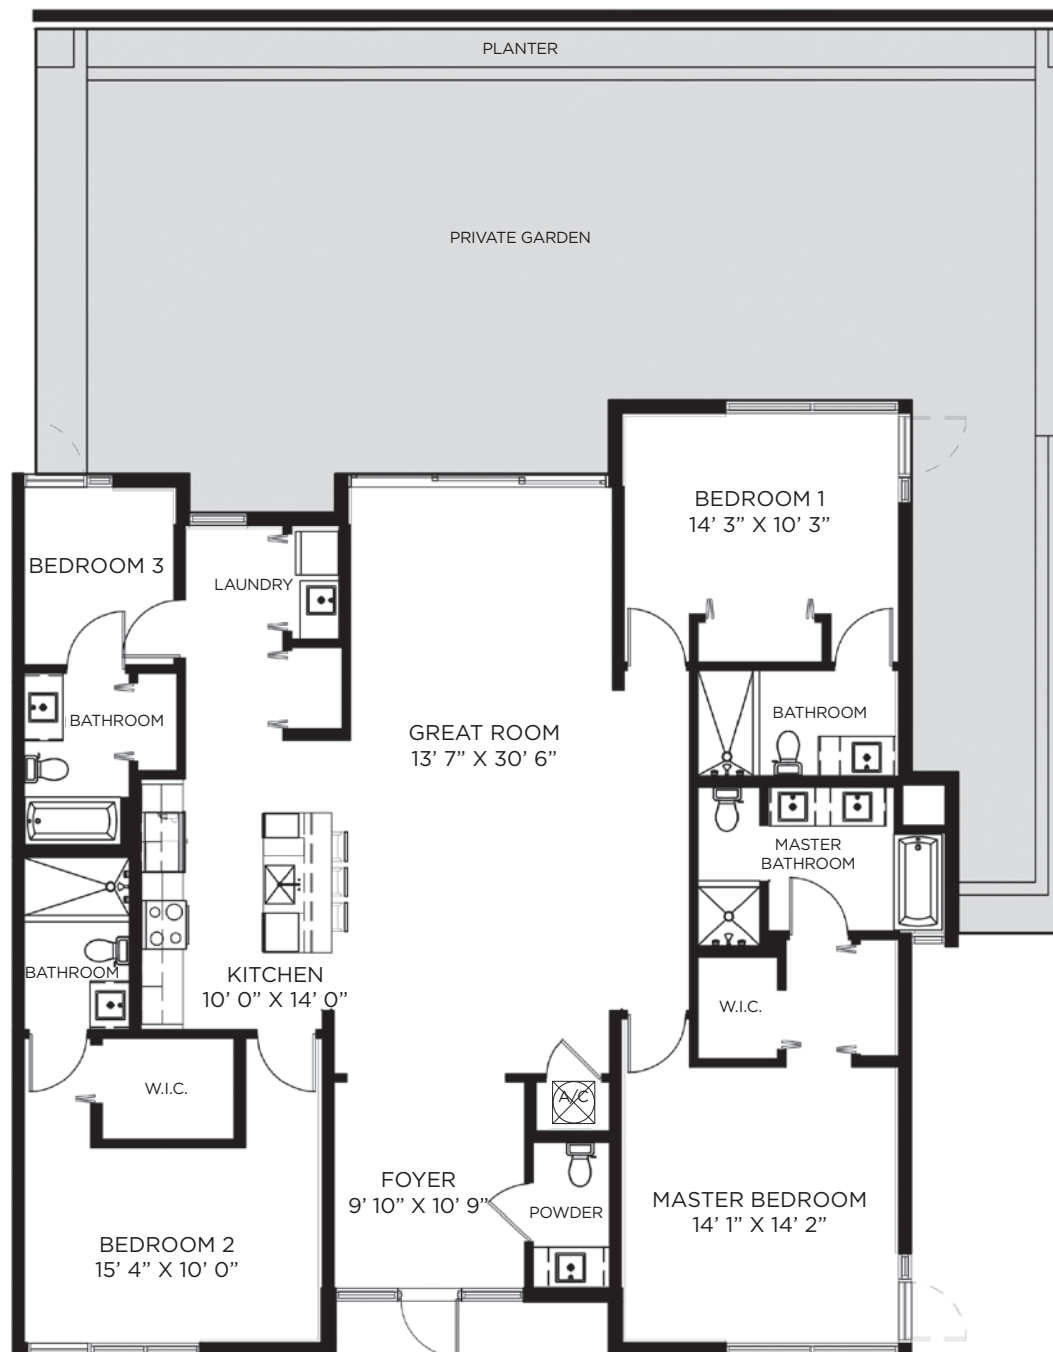 PLANTER
PRIVATE GARDEN
BEDROOM 1
14’ 3” X 10’ 3”
BEDROOM 3
LAUNDRY
BATHROOM
BATHROOM
GREAT ROOM
13’ 7” X 30’ 6”
MASTER
BATHROOM
BATHROOM
KITCHEN
10’ 0” X 14’ 0”
W.I.C.
W.I.C.
A/C
FOYER
9’ 10” X 10’ 9”
POWDER
MASTER BEDROOM
14’ 1” X 14’ 2”
BEDROOM 2
15’ 4” X 10’ 0”